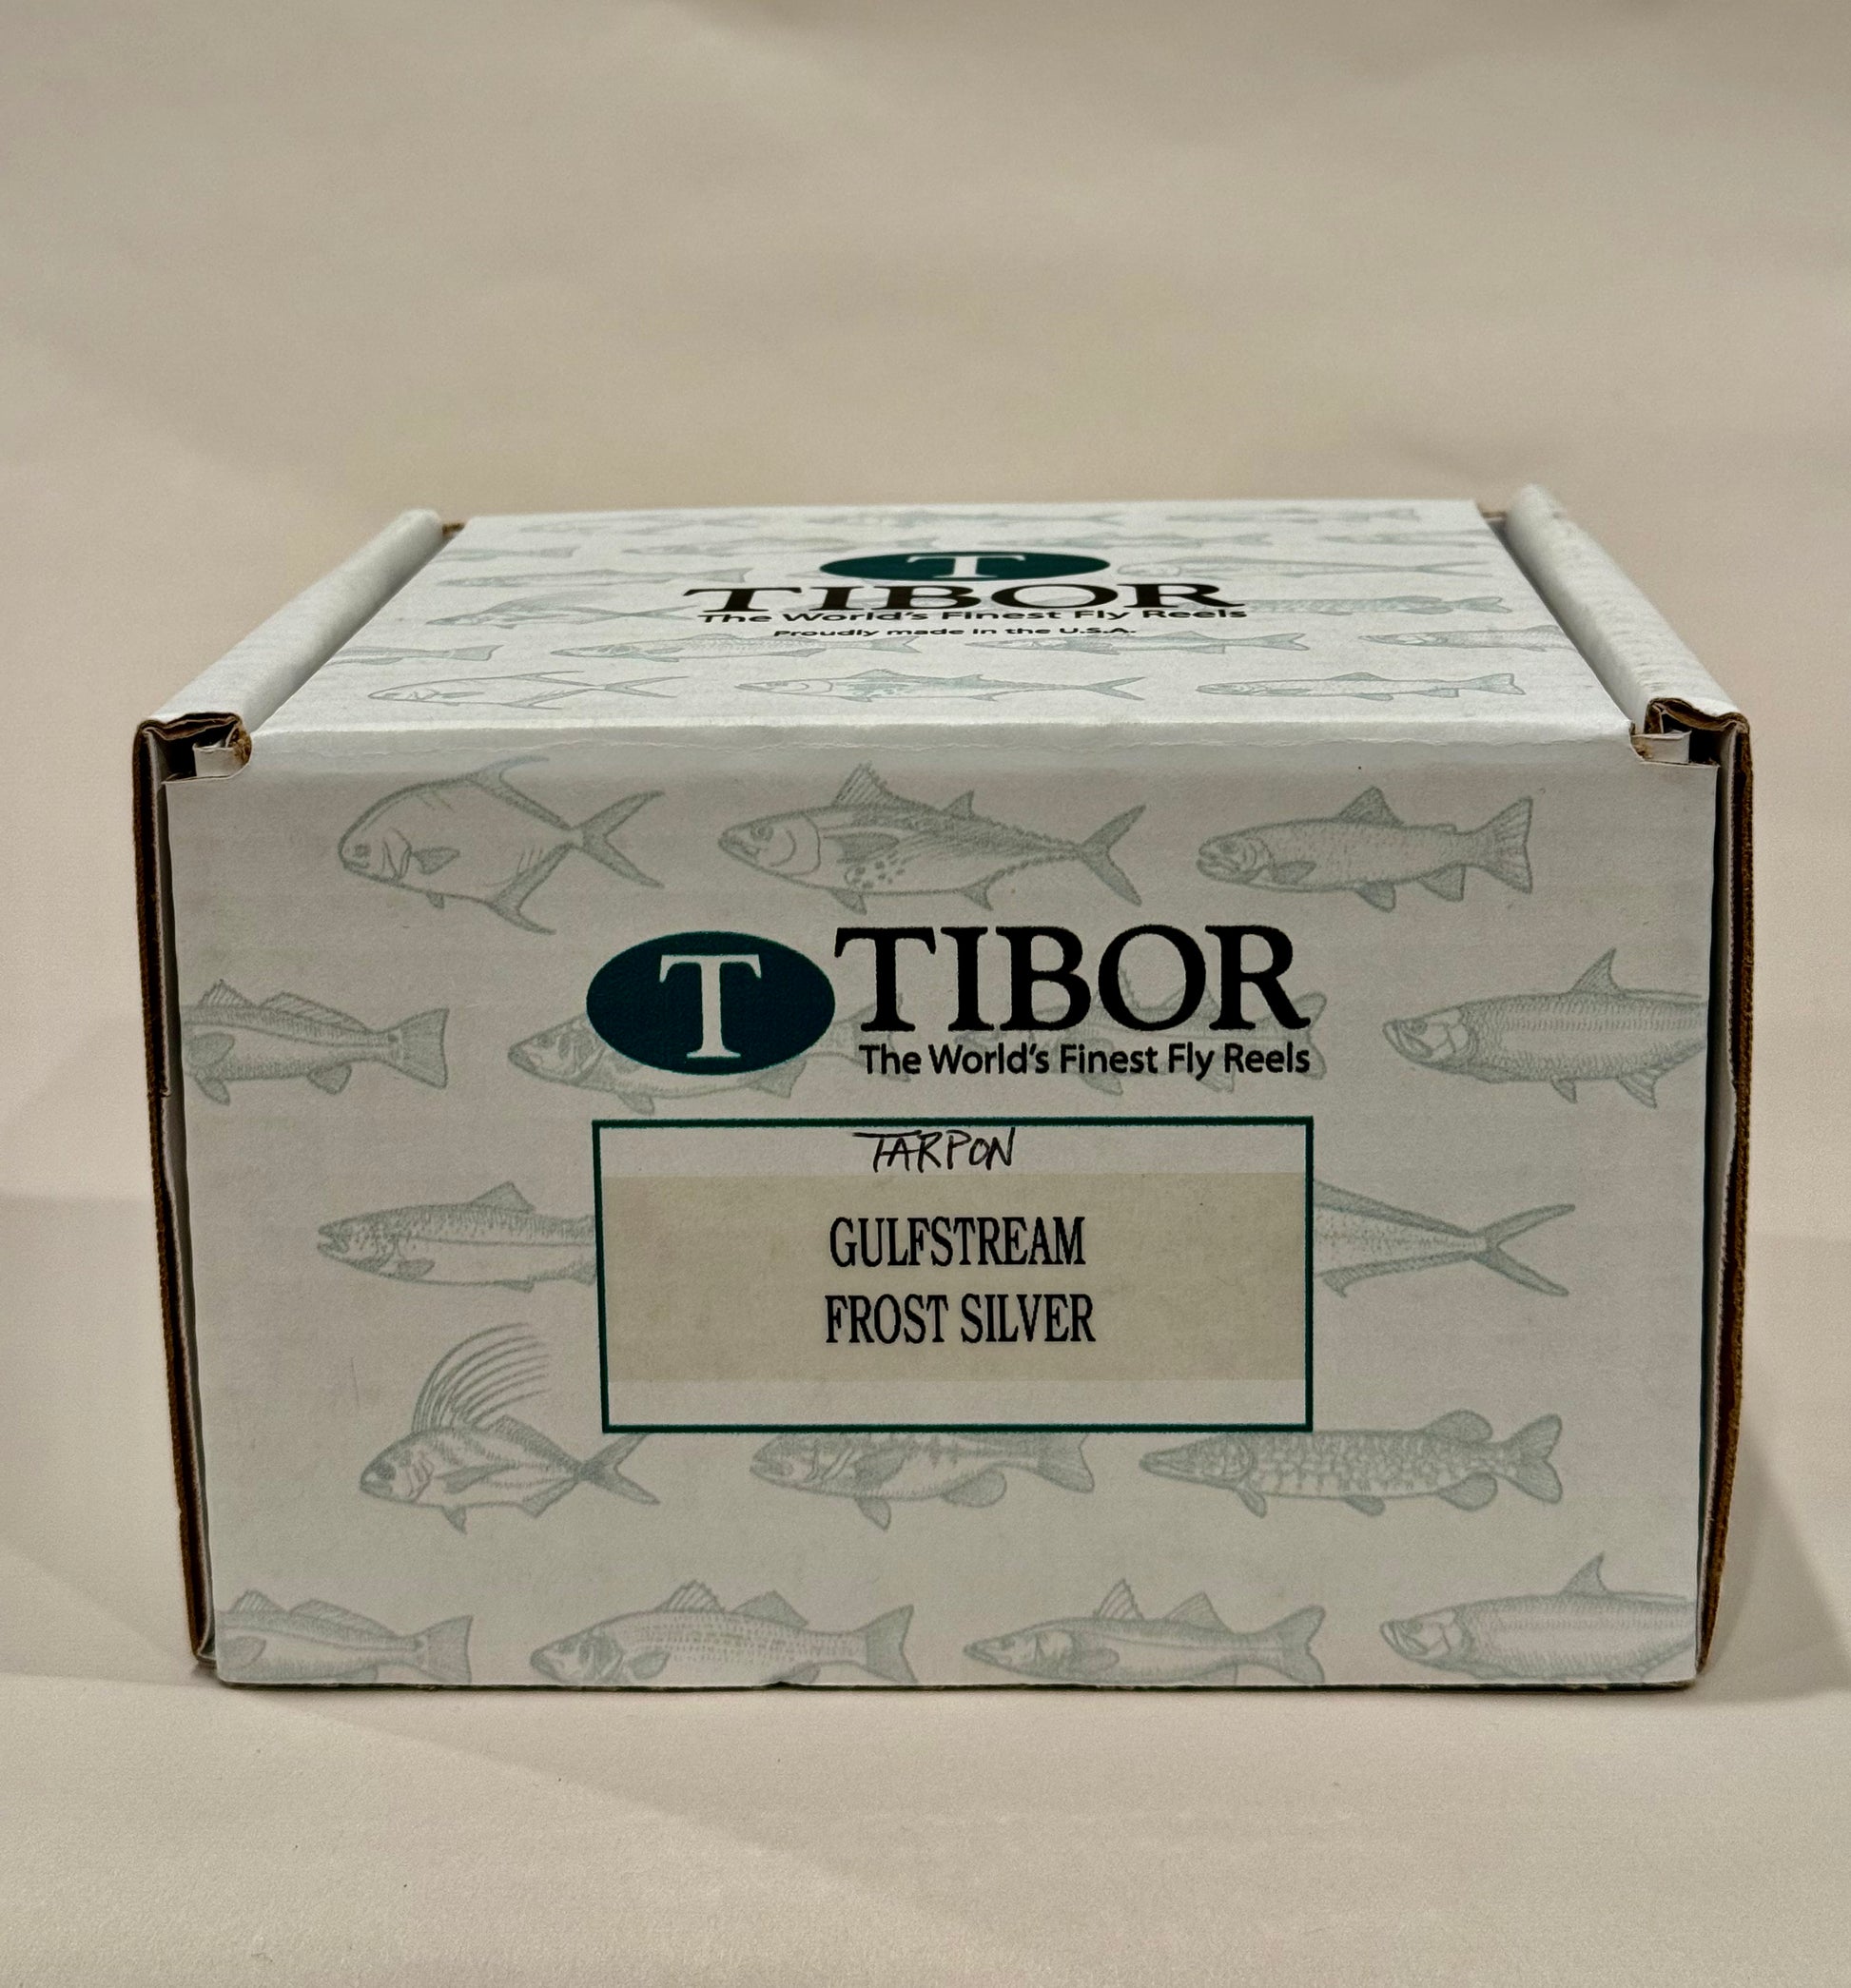 T
TIBOR
The World's Finest Fly Reels
Proudly made in the U.S.A.
T TIBOR
The World's Finest Fly Reels
TARPON
GULFSTREAM
FROST SILVER